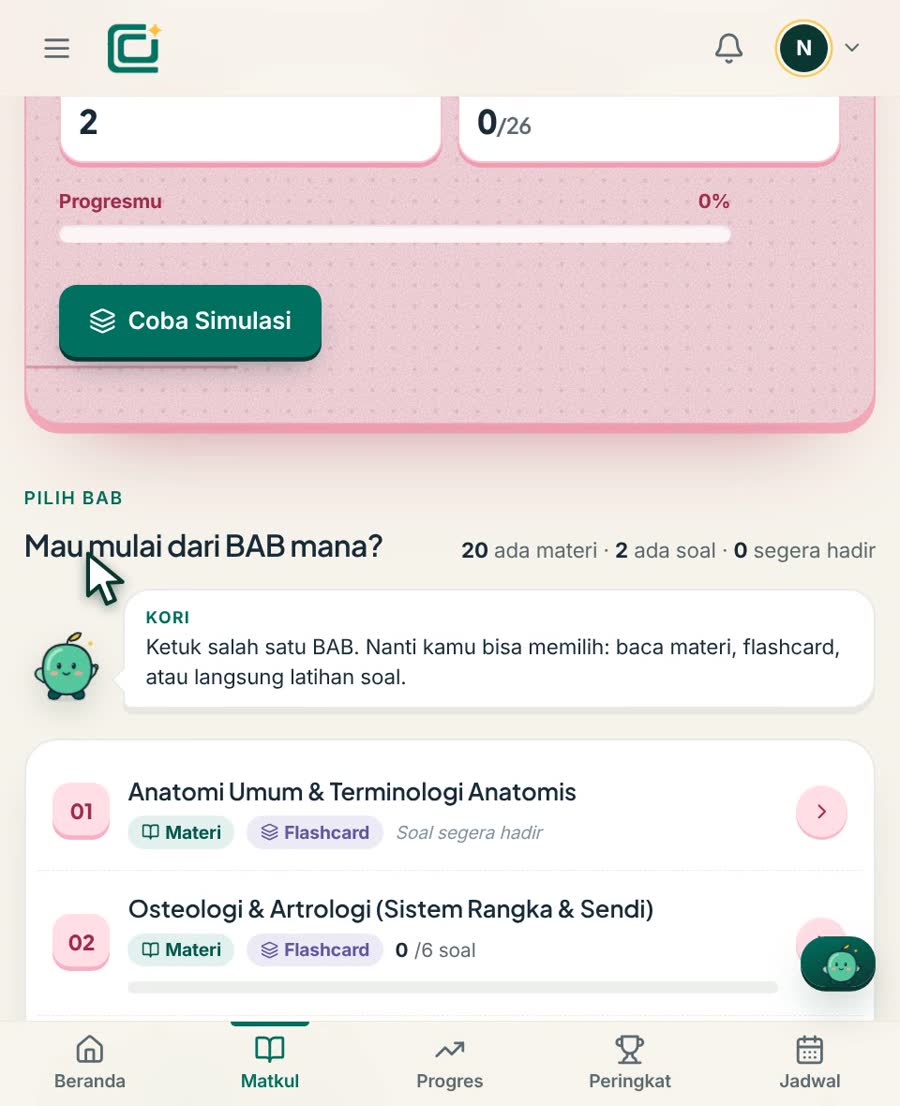 N
2
0/26
Progresmu 0%
Coba Simulasi
PILIH BAB
Mau mulai dari BAB mana?
20 ada materi · 2 ada soal · 0 segera hadir
KORI
Ketuk salah satu BAB. Nanti kamu bisa memilih: baca materi, flashcard,
atau langsung latihan soal.
01
Anatomi Umum & Terminologi Anatomis
Materi Flashcard Soal segera hadir
02
Osteologi & Artrologi (Sistem Rangka & Sendi)
Materi Flashcard 0 /6 soal
Beranda Matkul Progres Peringkat Jadwal